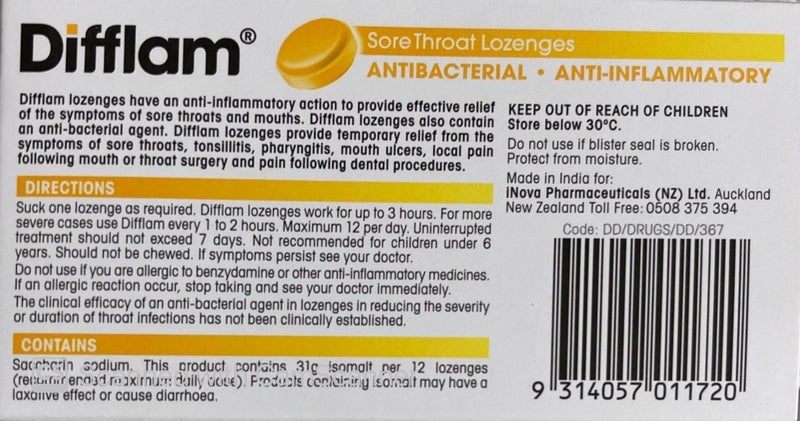 Difflam®
Sore Throat Lozenges
ANTIBACTERIAL • ANTI-INFLAMMATORY
Difflam lozenges have an anti-inflammatory action to provide effective relief
of the symptoms of sore throats and mouths. Difflam lozenges also contain
an anti-bacterial agent. Difflam lozenges provide temporary relief from the
symptoms of sore throats, tonsillitis, pharyngitis, mouth ulcers, local pain
following mouth or throat surgery and pain following dental procedures.
DIRECTIONS
Suck one lozenge as required. Difflam lozenges work for up to 3 hours. For more
severe cases use Difflam every 1 to 2 hours. Maximum 12 per day. Uninterrupted
treatment should not exceed 7 days. Not recommended for children under 6
years. Should not be chewed. If symptoms persist see your doctor.
Do not use if you are allergic to benzydamine or other anti-inflammatory medicines.
If an allergic reaction occur, stop taking and see your doctor immediately.
The clinical efficacy of an anti-bacterial agent in lozenges in reducing the severity
or duration of throat infections has not been clinically established.
CONTAINS
Saccharin sodium. This product contains 31g isomalt per 12 lozenges
(recommended maximum daily dose). Products containing isomalt may have a
laxative effect or cause diarrhoea.
KEEP OUT OF REACH OF CHILDREN
Store below 30°C.
Do not use if blister seal is broken.
Protect from moisture.
Made in India for:
iNova Pharmaceuticals (NZ) Ltd. Auckland
New Zealand Toll Free: 0508 375 394
Code: DD/DRUGS/DD/367
9 314057 011720